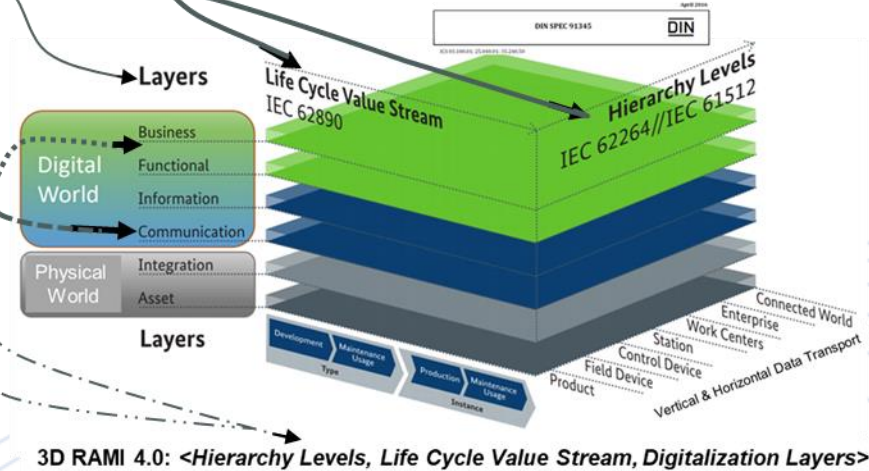 April 2016
DIN SPEC 91345
DIN
Layers
Life Cycle Value Stream
IEC 62890
Hierarchy Levels
IEC 62264//IEC 61512
Digital
World
Business
Functional
Information
Communication
Physical
World
Integration
Asset
Layers
Development
Maintenance
Usage
Type
Production
Maintenance
Usage
Instance
Connected World
Enterprise
Work Centers
Station
Control Device
Field Device
Product
Vertical & Horizontal Data Transport
3D RAMI 4.0: <Hierarchy Levels, Life Cycle Value Stream, Digitalization Layers>